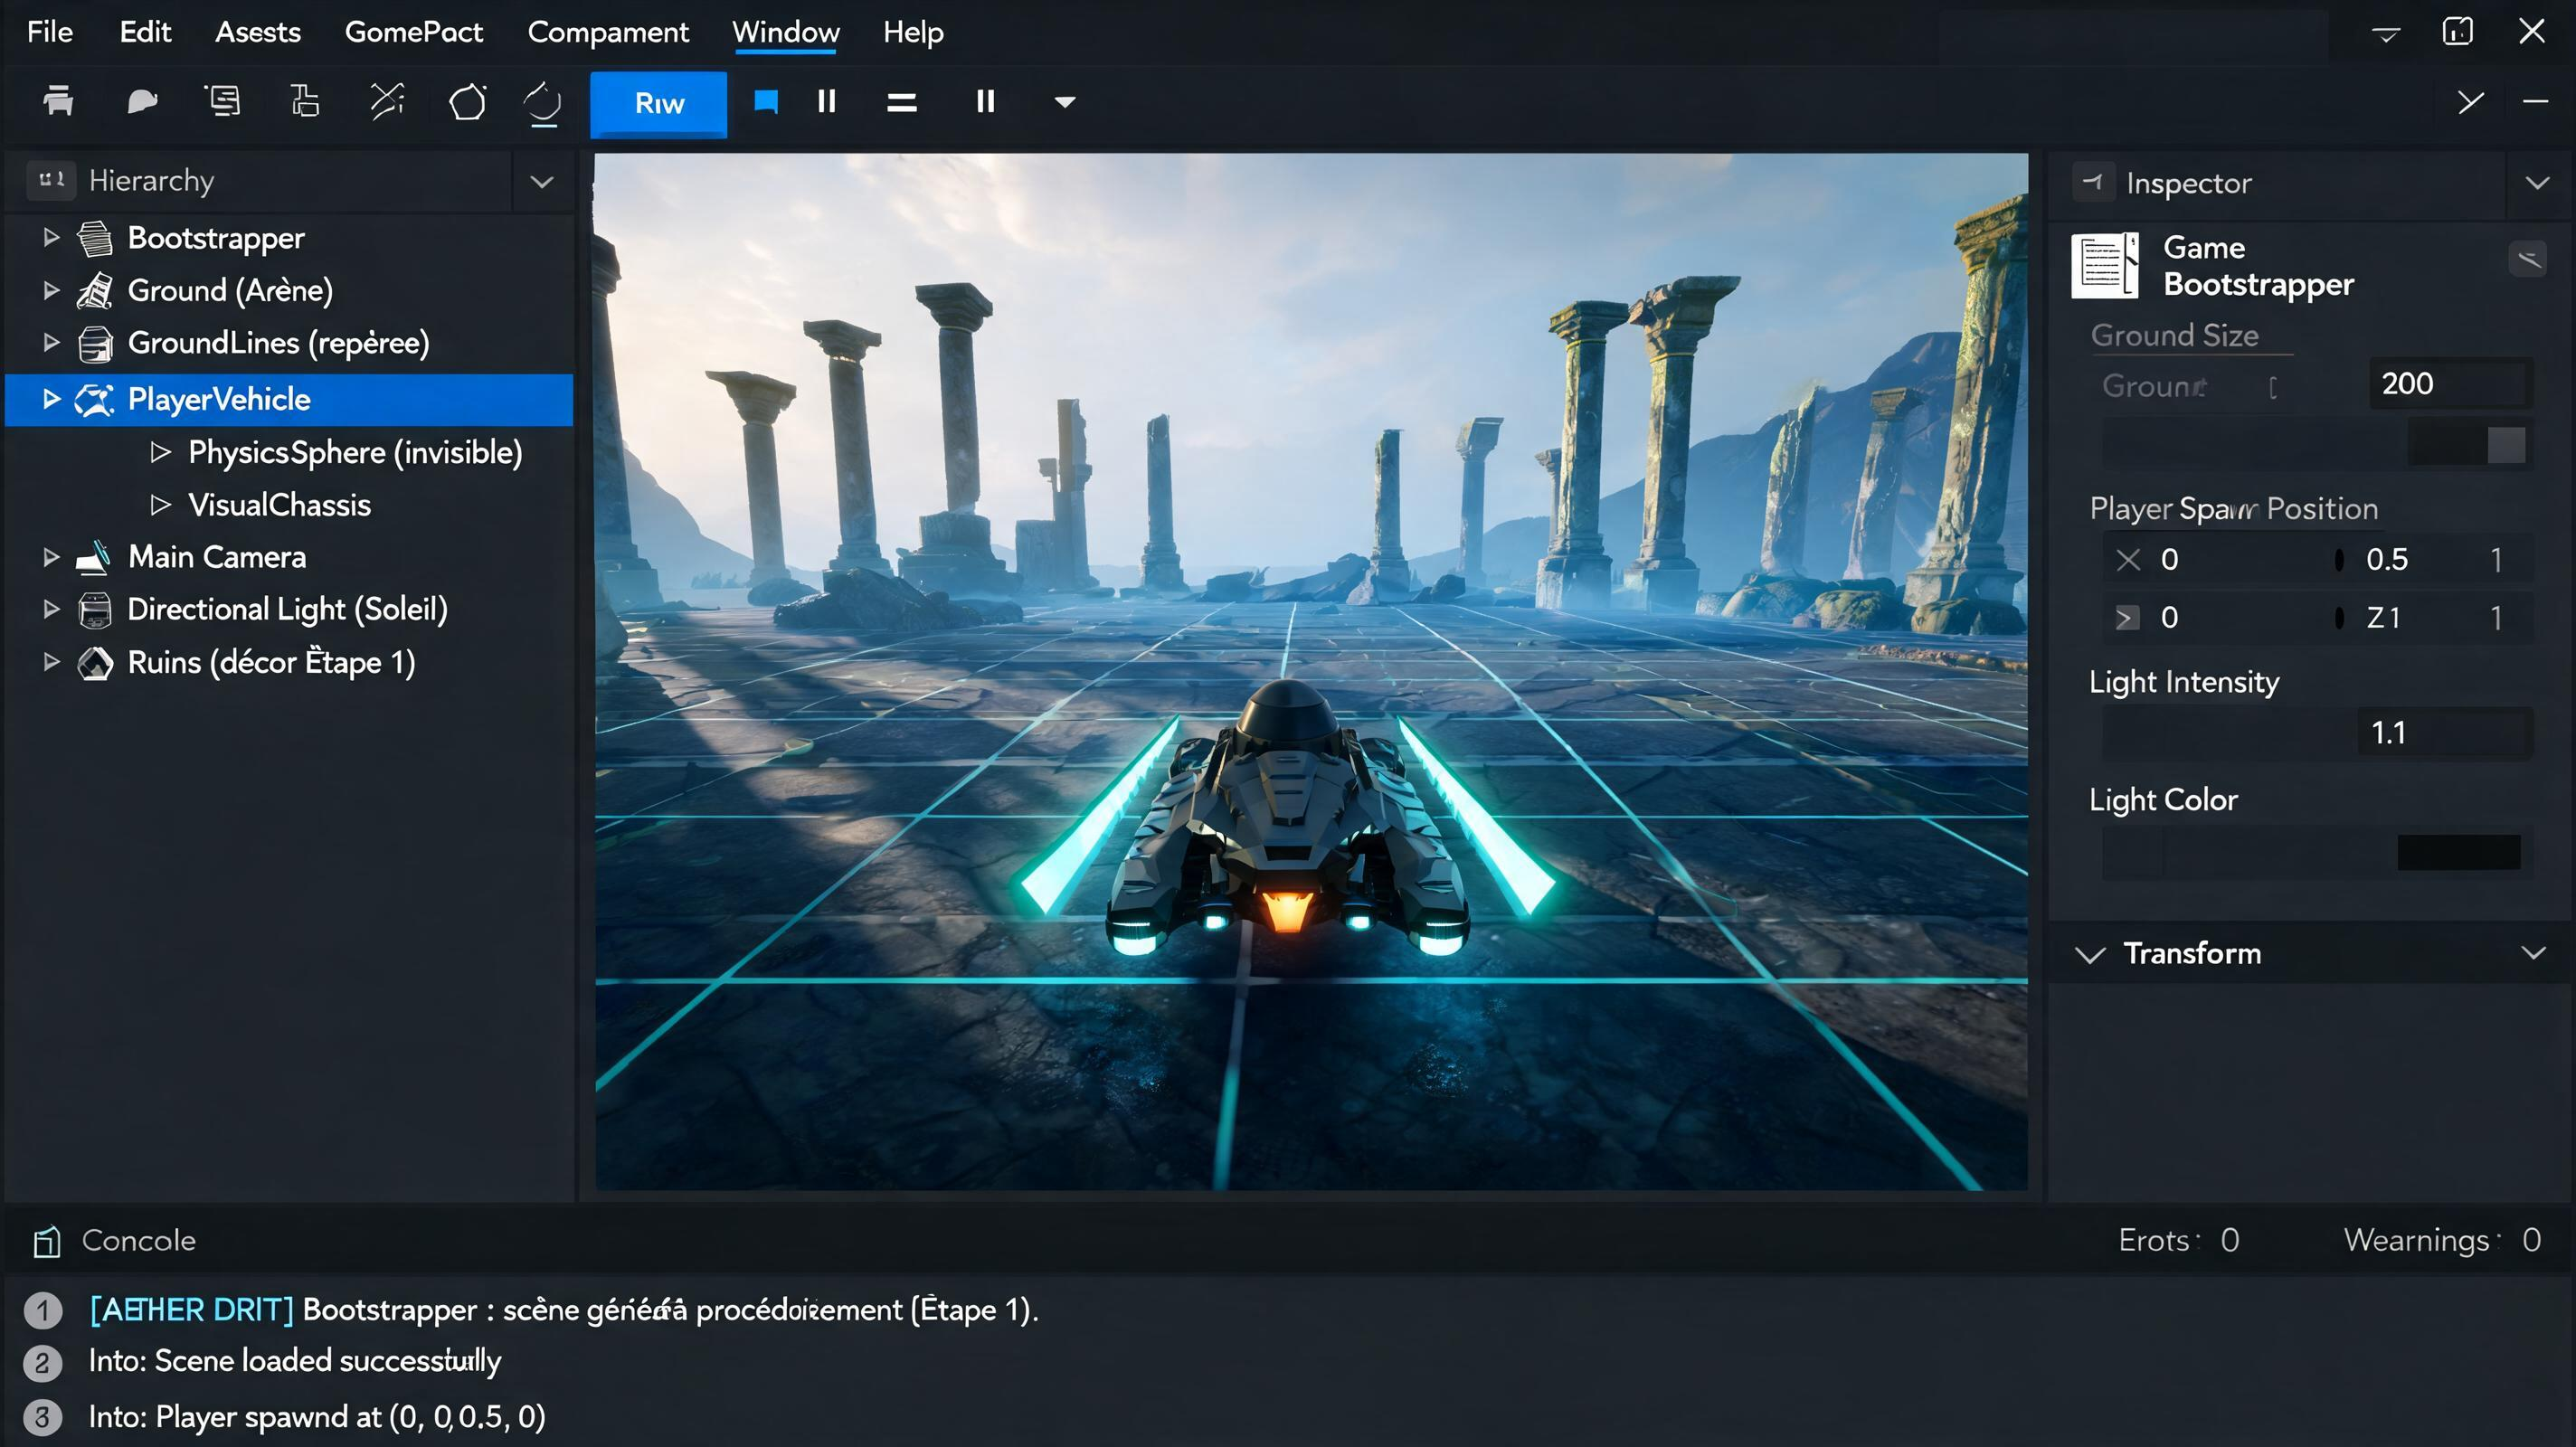 File Edit Asests GomePact Compament Window Help
Rıw
Hierarchy
Bootstrapper
Ground (Arène)
GroundLines (repėree)
PlayerVehicle
PhysicsSphere (invisible)
VisualChassis
Main Camera
Directional Light (Soleil)
Ruins (décor Ètape 1)
Inspector
Game
Bootstrapper
Ground Size
200
Player Position
0 0.5 1
0 Z1 1
Light Intensity
1.1
Light Color
Transform
Concole
Erots: 0 Wearnings: 0
1 [AETHER DRIT] Bootstrapper : scène (Ètape 1).
2 Into: Scene loaded
3 Into: Player spawnd at (0, 0,0.5, 0)